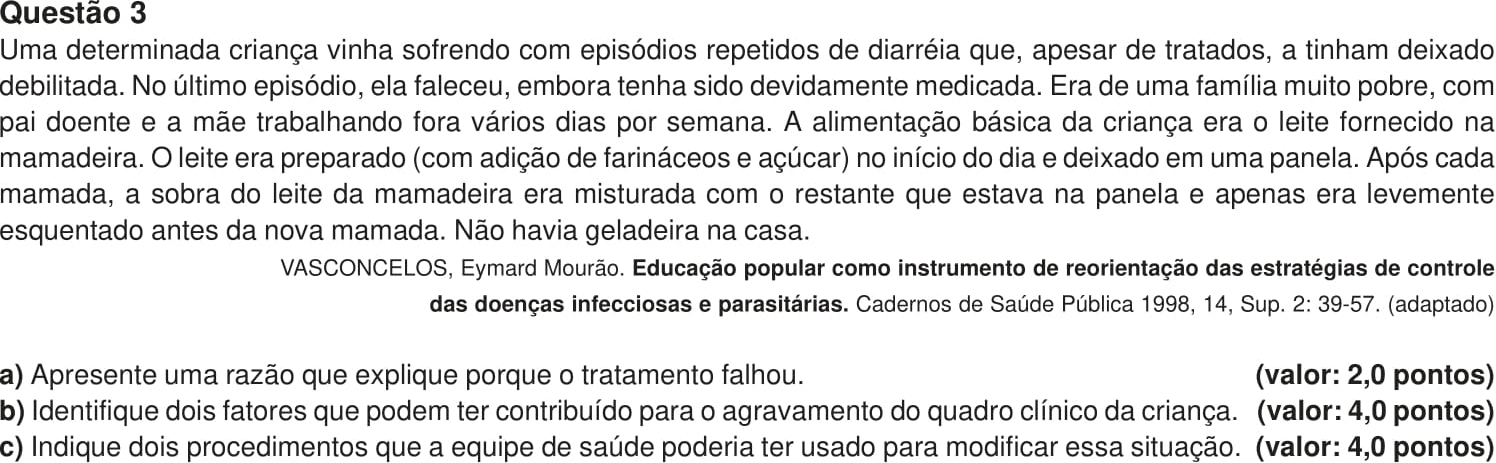 Questão 3
Uma determinada criança vinha sofrendo com episódios repetidos de diarréia que, apesar de tratados, a tinham deixado
debilitada. No último episódio, ela faleceu, embora tenha sido devidamente medicada. Era de uma família muito pobre, com
pai doente e a mãe trabalhando fora vários dias por semana. A alimentação básica da criança era o leite fornecido na
mamadeira. O leite era preparado (com adição de farináceos e açúcar) no início do dia e deixado em uma panela. Após cada
mamada, a sobra do leite da mamadeira era misturada com o restante que estava na panela e apenas era levemente
esquentado antes da nova mamada. Não havia geladeira na casa.
VASCONCELOS, Eymard Mourão. Educação popular como instrumento de reorientação das estratégias de controle
das doenças infecciosas e parasitárias. Cadernos de Saúde Pública 1998, 14, Sup. 2: 39-57. (adaptado)
a) Apresente uma razão que explique porque o tratamento falhou. (valor: 2,0 pontos)
b) Identifique dois fatores que podem ter contribuído para o agravamento do quadro clínico da criança. (valor: 4,0 pontos)
c) Indique dois procedimentos que a equipe de saúde poderia ter usado para modificar essa situação. (valor: 4,0 pontos)